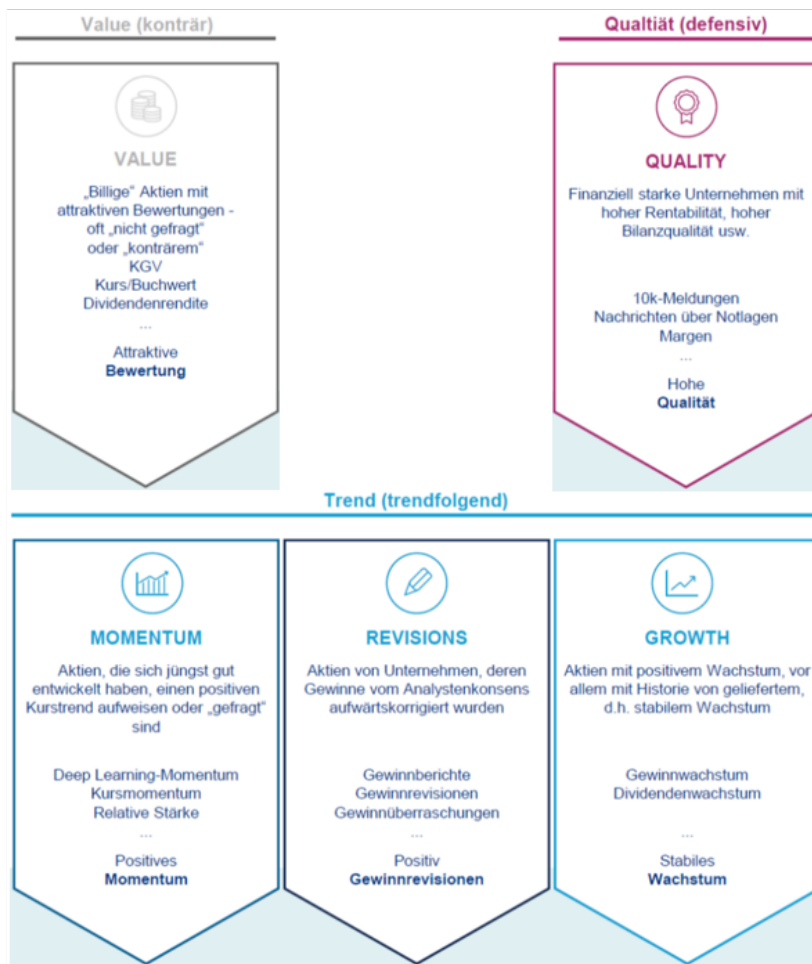 Value (konträr)
Qualtiät (defensiv)
VALUE
„Billige“ Aktien mit
attraktiven Bewertungen -
oft „nicht gefragt“
oder „konträrem“
KGV
Kurs/Buchwert
Dividendenrendite
...
Attraktive
Bewertung
QUALITY
Finanziell starke Unternehmen mit
hoher Rentabilität, hoher
Bilanzqualität usw.
10k-Meldungen
Nachrichten über Notlagen
Margen
...
Hohe
Qualität
Trend (trendfolgend)
MOMENTUM
Aktien, die sich jüngst gut
entwickelt haben, einen positiven
Kurstrend aufweisen oder „gefragt“
sind
Deep Learning-Momentum
Kursmomentum
Relative Stärke
...
Positives
Momentum
REVISIONS
Aktien von Unternehmen, deren
Gewinne vom Analystenkonsens
aufwärtskorrigiert wurden
Gewinnberichte
Gewinnrevisionen
Gewinnüberraschungen
...
Positiv
Gewinnrevisionen
GROWTH
Aktien mit positivem Wachstum, vor
allem mit Historie von geliefertem,
d.h. stabilem Wachstum
Gewinnwachstum
Dividendenwachstum
...
Stabiles
Wachstum